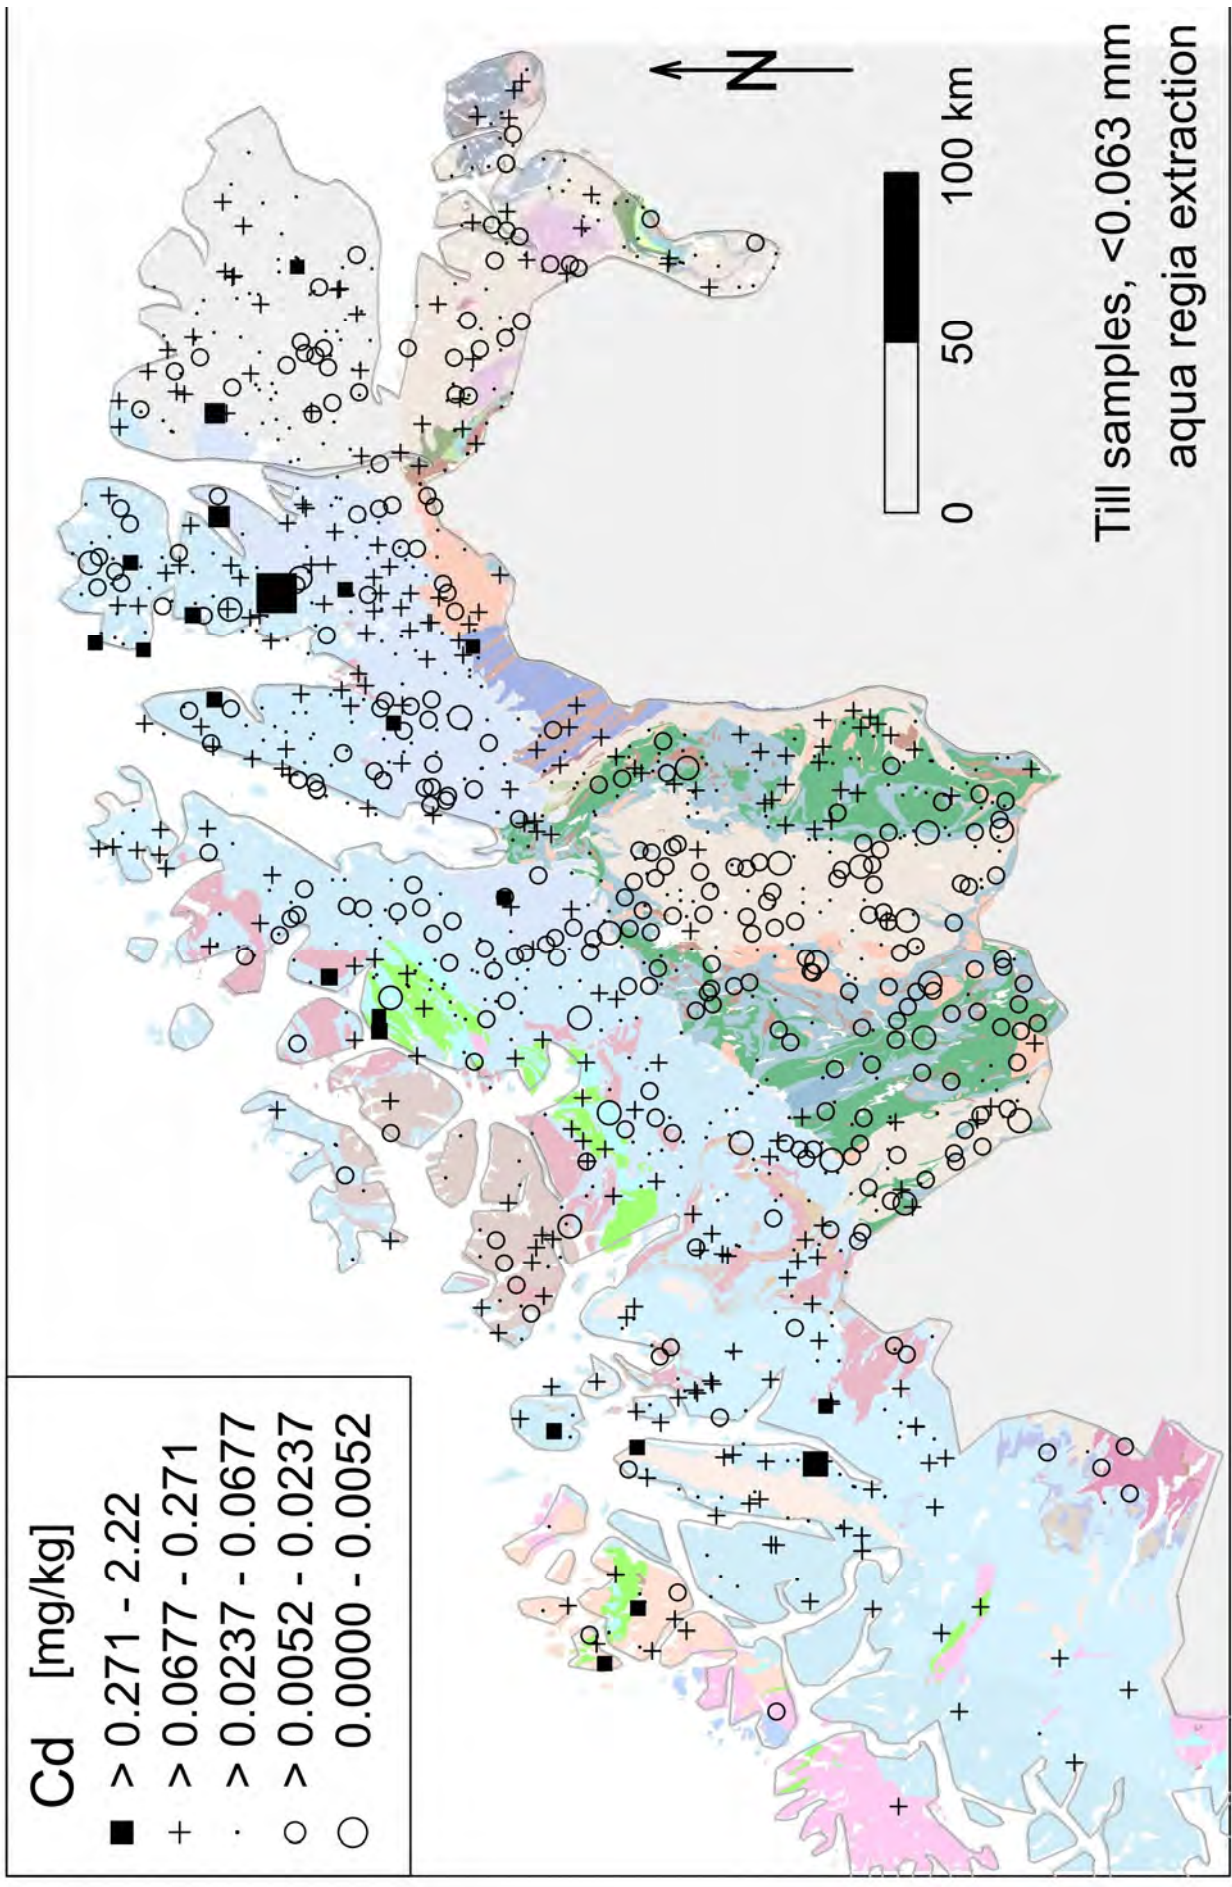 Cd [mg/kg]
> 0.271 - 2.22
> 0.0677 - 0.271
> 0.0237 - 0.0677
> 0.0052 - 0.0237
0.0000 - 0.0052
N
0 50 100 km
Till samples, <0.063 mm
aqua regia extraction